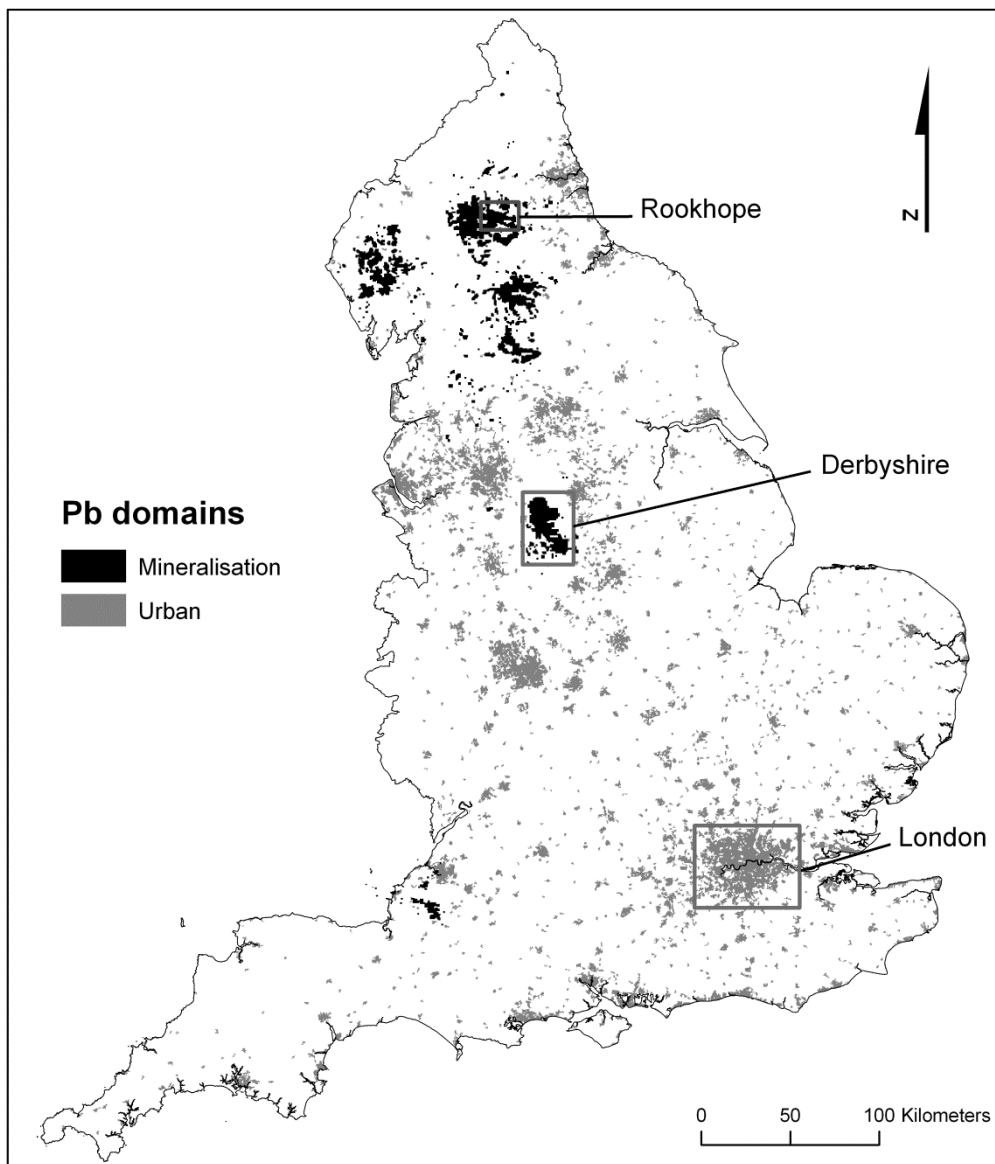 N
Rookhope
Derbyshire
Pb domains
Mineralisation
Urban
London
0 50 100 Kilometers